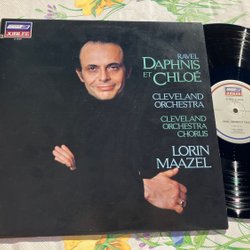 RAVEL
DAPHNIS
ET CHLOÉ
CLEVELAND
ORCHESTRA
CLEVELAND
ORCHESTRA
CHORUS
LORIN
MAAZEL